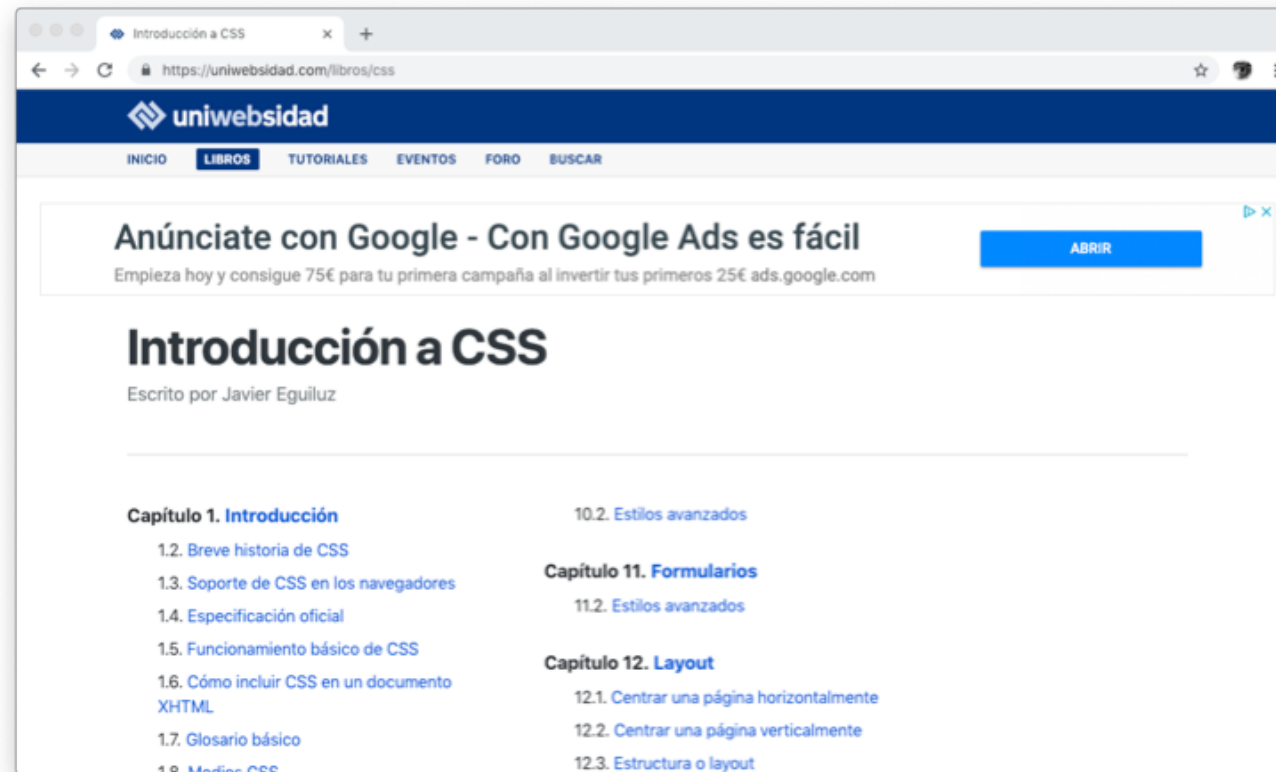 Introducción a CSS
https://uniwebsidad.com/libros/css
uniwebsidad
INICIO LIBROS TUTORIALES EVENTOS FORO BUSCAR
Anúnciate con Google - Con Google Ads es fácil
Empieza hoy y consigue 75€ para tu primera campaña al invertir tus primeros 25€ ads.google.com
ABRIR
Introducción a CSS
Escrito por Javier Eguiluz
Capítulo 1. Introducción
1.2. Breve historia de CSS
1.3. Soporte de CSS en los navegadores
1.4. Especificación oficial
1.5. Funcionamiento básico de CSS
1.6. Cómo incluir CSS en un documento
XHTML
1.7. Glosario básico
1.8. Medios CSS
10.2. Estilos avanzados
Capítulo 11. Formularios
11.2. Estilos avanzados
Capítulo 12. Layout
12.1. Centrar una página horizontalmente
12.2. Centrar una página verticalmente
12.3. Estructura o layout